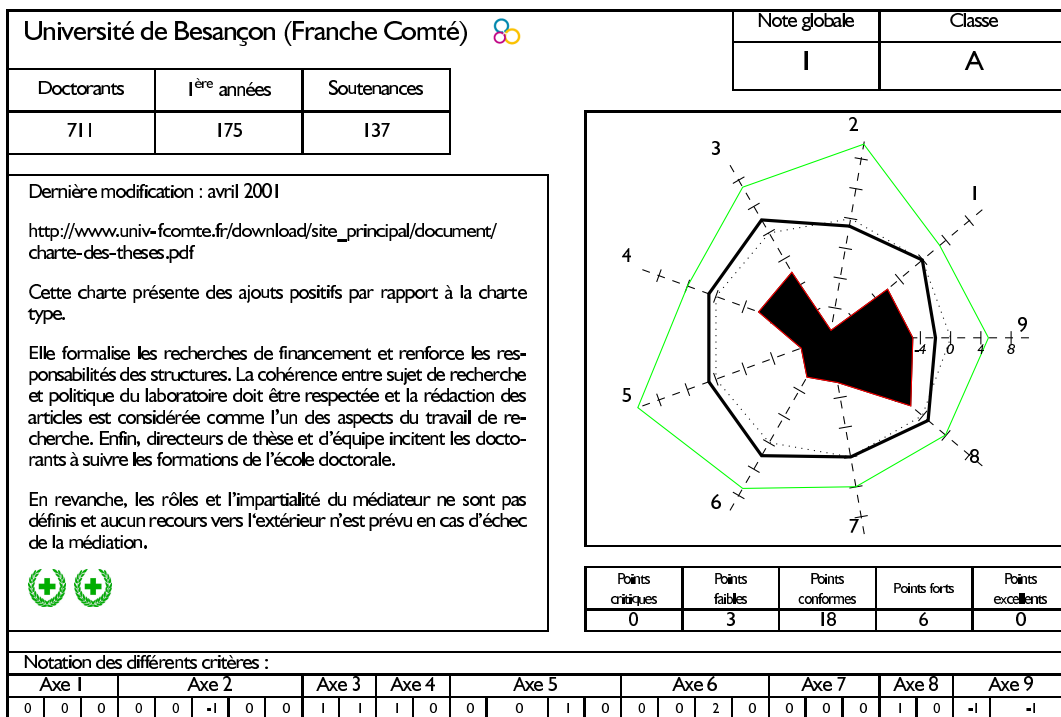 Université de Besançon (Franche Comté)
Note globale Classe
1 A
Doctorants 1ère années Soutenances
711 175 137
Dernière modification : avril 2001
http://www.univ-fcomte.fr/download/site_principal/document/
charte-des-theses.pdf
Cette charte présente des ajouts positifs par rapport à la charte
type.
Elle formalise les recherches de financement et renforce les res-
ponsabilités des structures. La cohérence entre sujet de recherche
et politique du laboratoire doit être respectée et la rédaction des
articles est considérée comme l'un des aspects du travail de re-
cherche. Enfin, directeurs de thèse et d'équipe incitent les docto-
rants à suivre les formations de l'école doctorale.
En revanche, les rôles et l'impartialité du médiateur ne sont pas
définis et aucun recours vers l'extérieur n'est prévu en cas d'échec
de la médiation.
2
3
1
4
9
-4 0 4 8
5
8
6
7
Points critiques Points faibles Points conformes Points forts Points excellents
0 3 18 6 0
Notation des différents critères :
Axe 1 Axe 2 Axe 3 Axe 4 Axe 5 Axe 6 Axe 7 Axe 8 Axe 9
0 0 0 0 0 -1 0 0 1 1 1 0 0 0 1 0 0 0 2 0 0 0 0 1 0 -1 -1